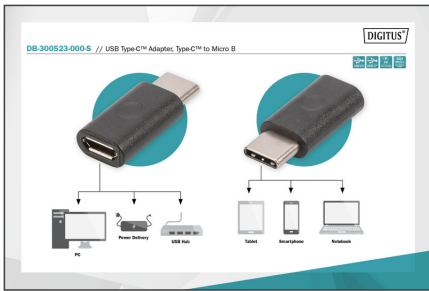 DIGITUS®
DB-300523-000-S // USB Type-C™ Adapter, Type-C™ to Micro B
PC
Power Delivery
USB Hub
Tablet
Smartphone
Notebook